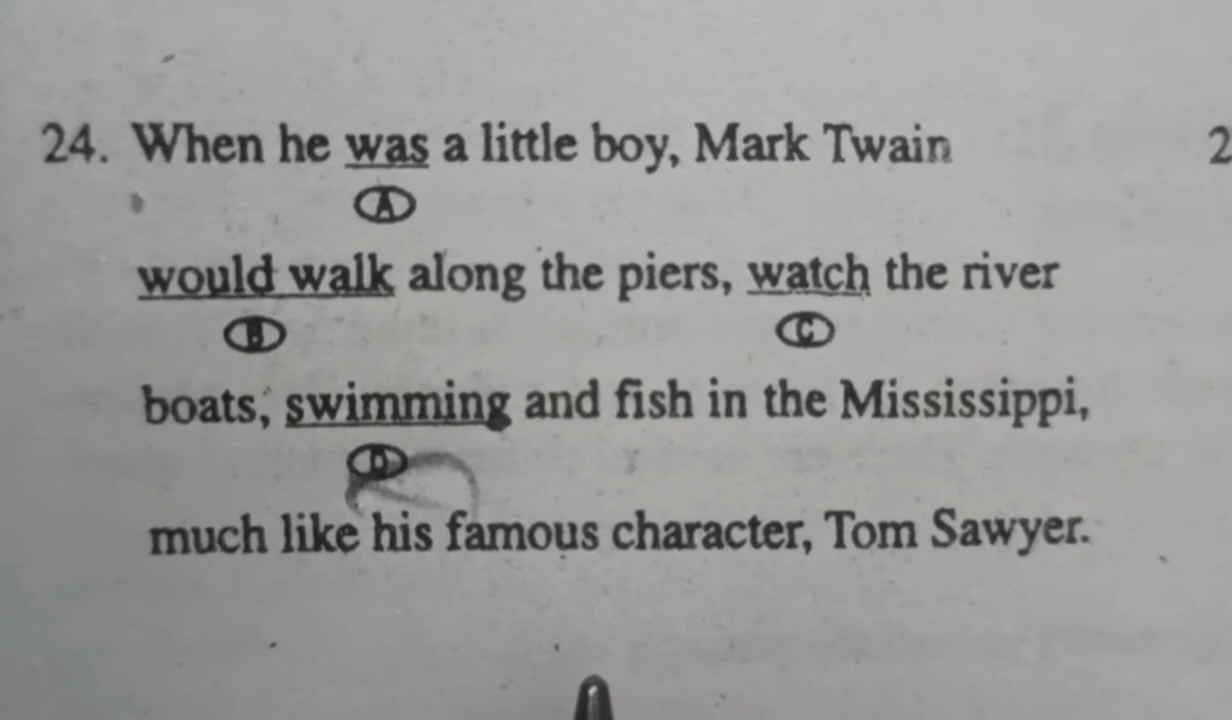 24. When he was a little boy, Mark Twain
A
would walk along the piers, watch the river
B C
boats, swimming and fish in the Mississippi,
D
much like his famous character, Tom Sawyer.
2